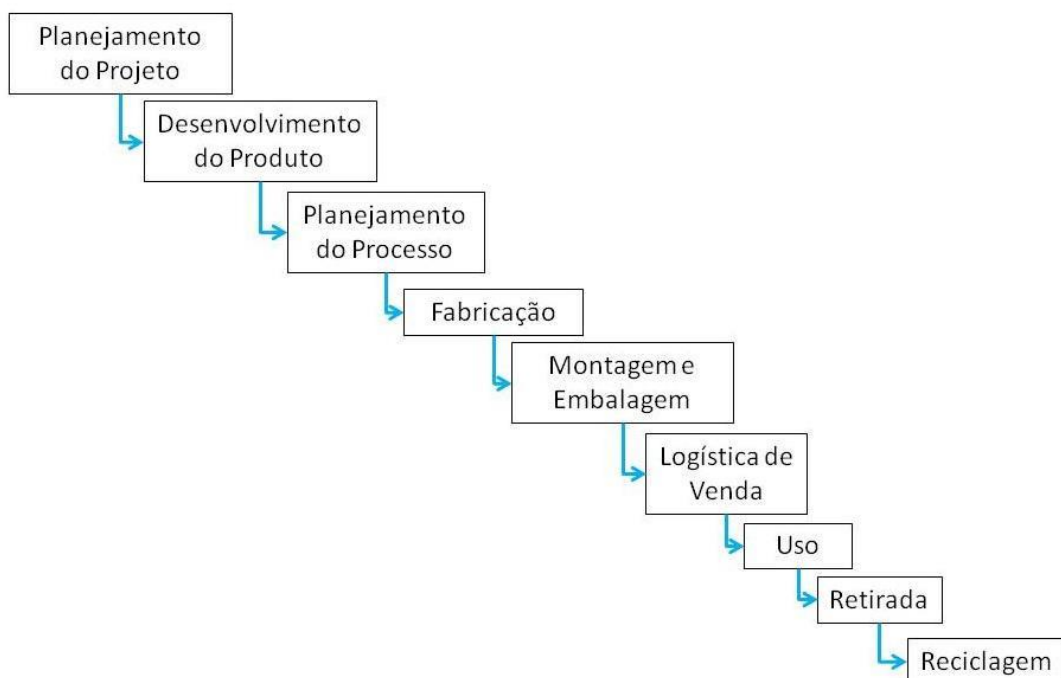 Planejamento
do Projeto
Desenvolvimento
do Produto
Planejamento
do Processo
Fabricação
Montagem e
Embalagem
Logística de
Venda
Uso
Retirada
Reciclagem